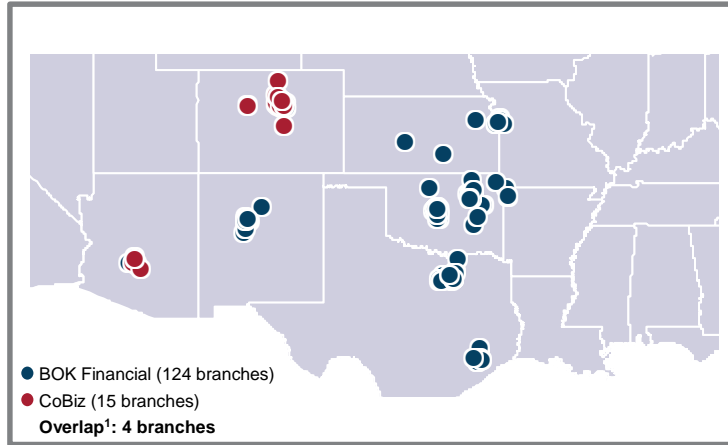 BOK Financial (124 branches)
CoBiz (15 branches)
Overlap¹: 4 branches